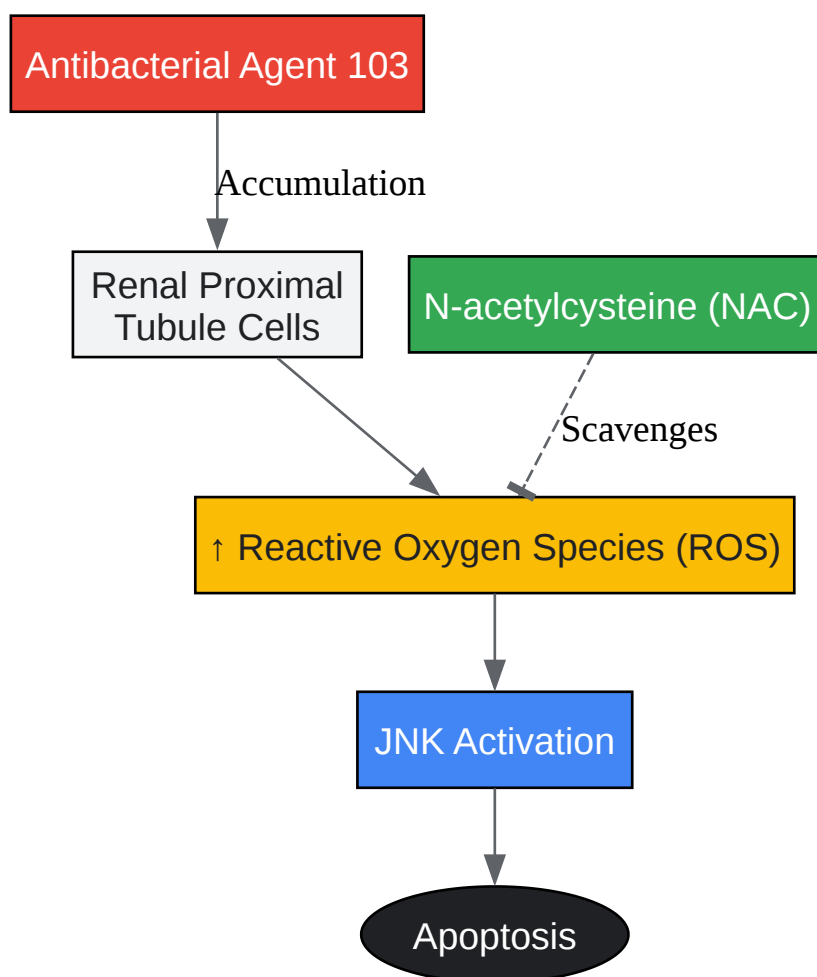 Antibacterial Agent 103
Accumulation
Renal Proximal
Tubule Cells
N-acetylcysteine (NAC)
Scavenges
↑ Reactive Oxygen Species (ROS)
JNK Activation
Apoptosis